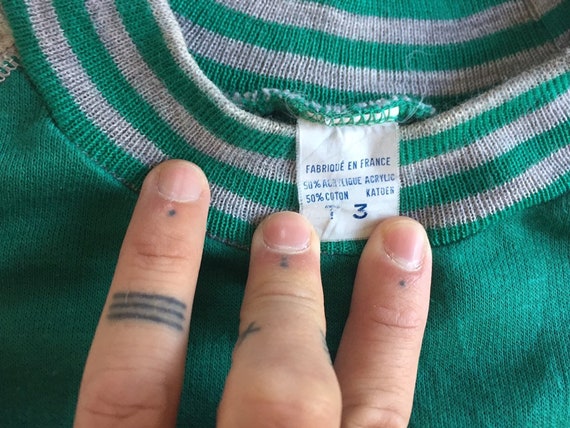 FABRIQUÉ EN FRANCE
50% ACRYLIQUE ACRYLIC
50% COTON KATOEN
3